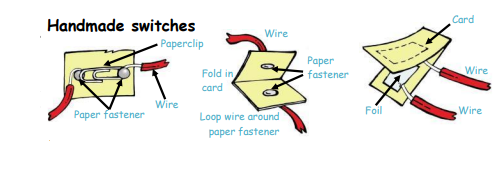 Handmade switches
Paperclip
Wire
Paper fastener
Wire
Fold in
card
Paper
fastener
Loop wire around
paper fastener
Card
Wire
Foil
Wire